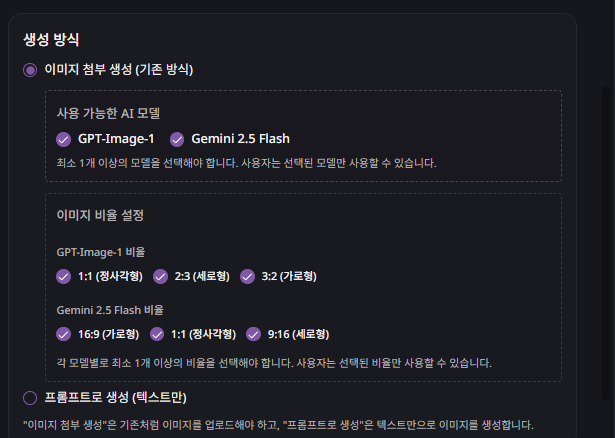 생성 방식
이미지 첨부 생성 (기존 방식)
사용 가능한 AI 모델
GPT-Image-1 Gemini 2.5 Flash
최소 1개 이상의 모델을 선택해야 합니다. 사용자는 선택된 모델만 사용할 수 있습니다.
이미지 비율 설정
GPT-Image-1 비율
1:1 (정사각형) 2:3 (세로형) 3:2 (가로형)
Gemini 2.5 Flash 비율
16:9 (가로형) 1:1 (정사각형) 9:16 (세로형)
각 모델별로 최소 1개 이상의 비율을 선택해야 합니다. 사용자는 선택된 비율만 사용할 수 있습니다.
프롬프트로 생성 (텍스트만)
"이미지 첨부 생성"은 기존처럼 이미지를 업로드해야 하고, "프롬프트로 생성"은 텍스트만으로 이미지를 생성합니다.